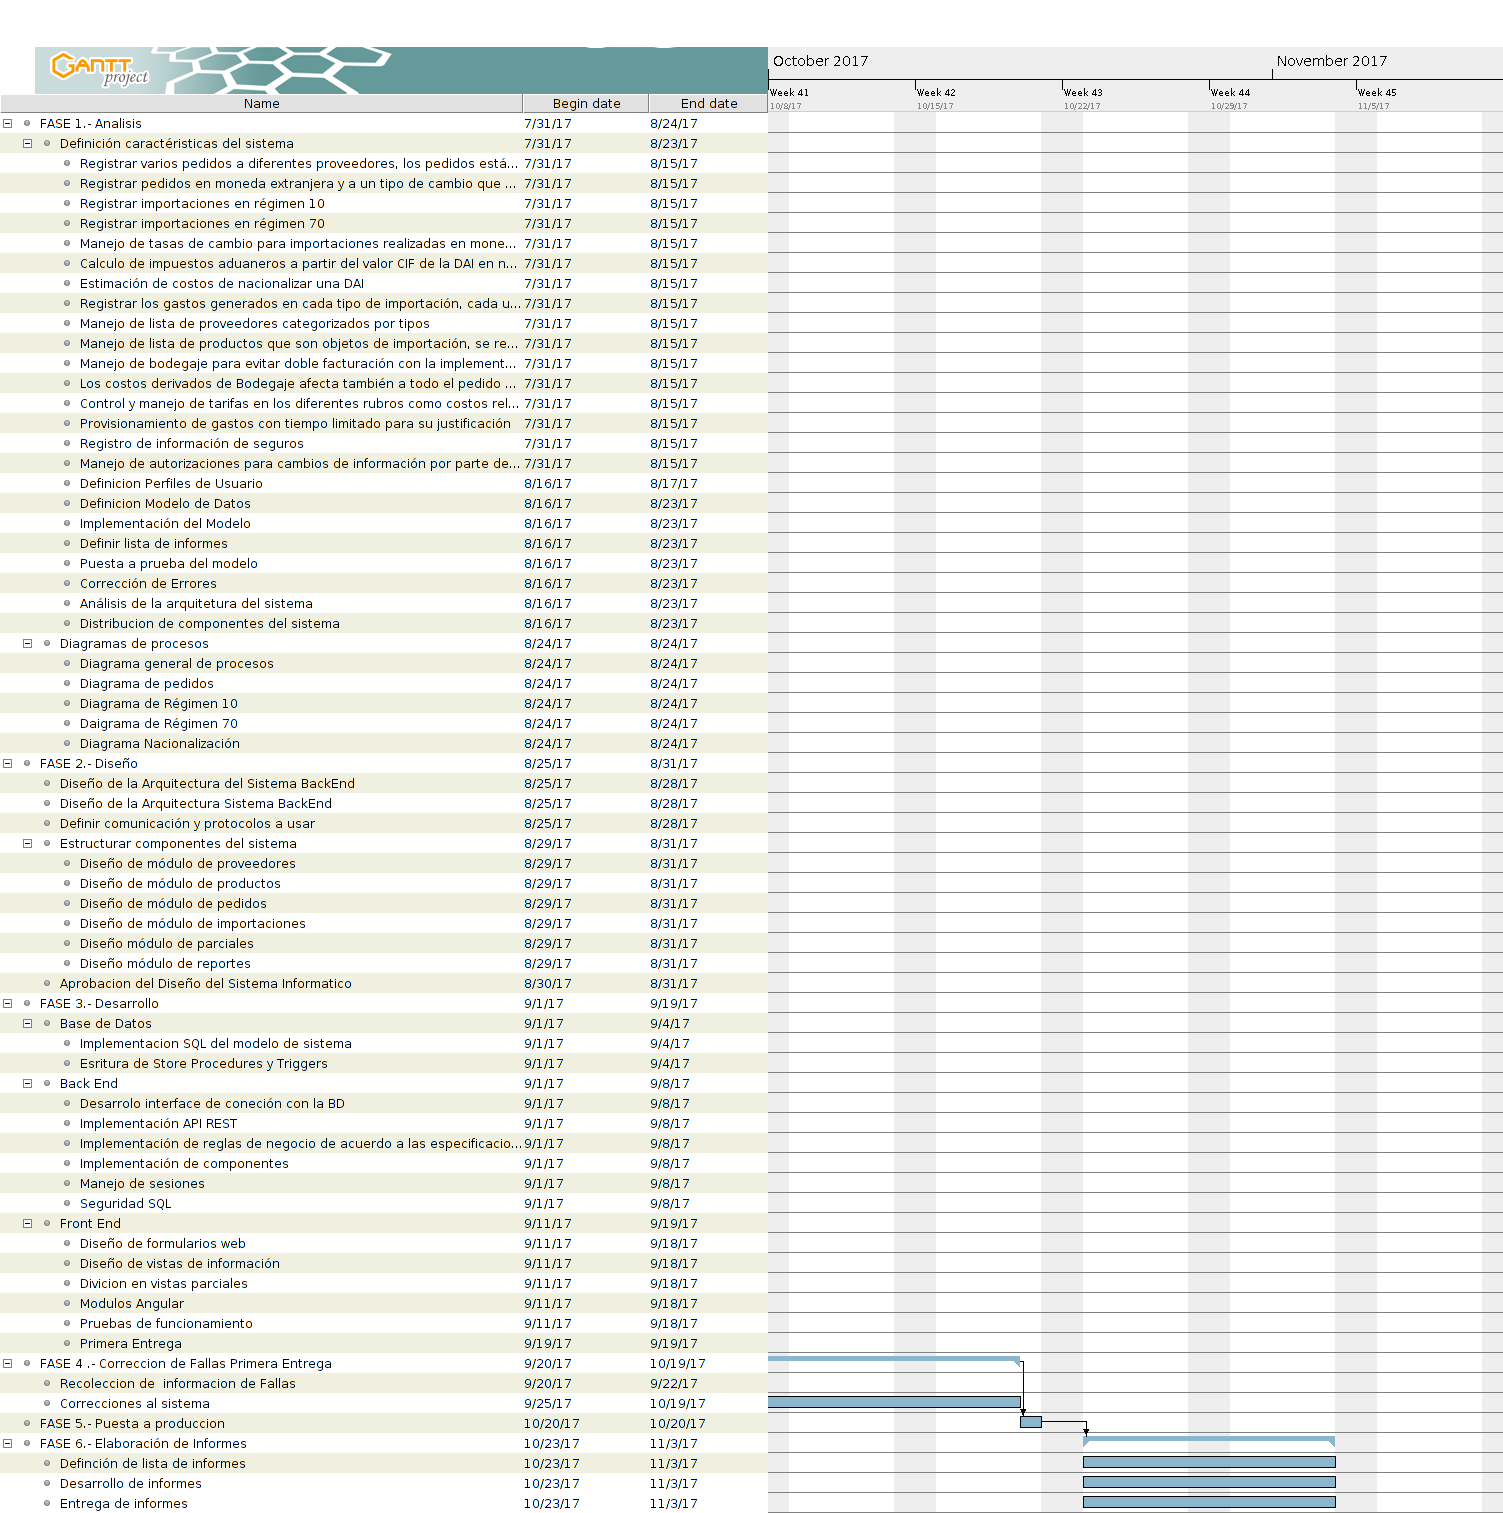 GANTT project
October 2017 November 2017
Week 41 Week 42 Week 43 Week 44 Week 45
10/8/17 10/15/17 10/22/17 10/29/17 11/5/17
Name Begin date End date
FASE 1.- Analisis 7/31/17 8/24/17
Definición caractéristicas del sistema 7/31/17 8/23/17
Registrar varios pedidos a diferentes proveedores, los pedidos está... 7/31/17 8/15/17
Registrar pedidos en moneda extranjera y a un tipo de cambio que ... 7/31/17 8/15/17
Registrar importaciones en régimen 10 7/31/17 8/15/17
Registrar importaciones en régimen 70 7/31/17 8/15/17
Manejo de tasas de cambio para importaciones realizadas en mone... 7/31/17 8/15/17
Calculo de impuestos aduaneros a partir del valor CIF de la DAI en n... 7/31/17 8/15/17
Estimación de costos de nacionalizar una DAI 7/31/17 8/15/17
Registrar los gastos generados en cada tipo de importación, cada u... 7/31/17 8/15/17
Manejo de lista de proveedores categorizados por tipos 7/31/17 8/15/17
Manejo de lista de productos que son objetos de importación, se re... 7/31/17 8/15/17
Manejo de bodegaje para evitar doble facturación con la implement... 7/31/17 8/15/17
Los costos derivados de Bodegaje afecta también a todo el pedido ... 7/31/17 8/15/17
Control y manejo de tarifas en los diferentes rubros como costos rel... 7/31/17 8/15/17
Provisionamiento de gastos con tiempo limitado para su justificación 7/31/17 8/15/17
Registro de información de seguros 7/31/17 8/15/17
Manejo de autorizaciones para cambios de información por parte de... 7/31/17 8/15/17
Definicion Perfiles de Usuario 8/16/17 8/17/17
Definicion Modelo de Datos 8/16/17 8/23/17
Implementación del Modelo 8/16/17 8/23/17
Definir lista de informes 8/16/17 8/23/17
Puesta a prueba del modelo 8/16/17 8/23/17
Corrección de Errores 8/16/17 8/23/17
Análisis de la arquitetura del sistema 8/16/17 8/23/17
Distribucion de componentes del sistema 8/16/17 8/23/17
Diagramas de procesos 8/24/17 8/24/17
Diagrama general de procesos 8/24/17 8/24/17
Diagrama de pedidos 8/24/17 8/24/17
Diagrama de Régimen 10 8/24/17 8/24/17
Daigrama de Régimen 70 8/24/17 8/24/17
Diagrama Nacionalización 8/24/17 8/24/17
FASE 2.- Diseño 8/25/17 8/31/17
Diseño de la Arquitectura del Sistema BackEnd 8/25/17 8/28/17
Diseño de la Arquitectura Sistema BackEnd 8/25/17 8/28/17
Definir comunicación y protocolos a usar 8/25/17 8/28/17
Estructurar componentes del sistema 8/29/17 8/31/17
Diseño de módulo de proveedores 8/29/17 8/31/17
Diseño de módulo de productos 8/29/17 8/31/17
Diseño de módulo de pedidos 8/29/17 8/31/17
Diseño de módulo de importaciones 8/29/17 8/31/17
Diseño módulo de parciales 8/29/17 8/31/17
Diseño módulo de reportes 8/29/17 8/31/17
Aprobacion del Diseño del Sistema Informatico 8/30/17 8/31/17
FASE 3.- Desarrollo 9/1/17 9/19/17
Base de Datos 9/1/17 9/4/17
Implementacion SQL del modelo de sistema 9/1/17 9/4/17
Esritura de Store Procedures y Triggers 9/1/17 9/4/17
Back End 9/1/17 9/8/17
Desarrolo interface de coneción con la BD 9/1/17 9/8/17
Implementación API REST 9/1/17 9/8/17
Implementación de reglas de negocio de acuerdo a las especificacio... 9/1/17 9/8/17
Implementación de componentes 9/1/17 9/8/17
Manejo de sesiones 9/1/17 9/8/17
Seguridad SQL 9/1/17 9/8/17
Front End 9/11/17 9/19/17
Diseño de formularios web 9/11/17 9/18/17
Diseño de vistas de información 9/11/17 9/18/17
Divicion en vistas parciales 9/11/17 9/18/17
Modulos Angular 9/11/17 9/18/17
Pruebas de funcionamiento 9/11/17 9/18/17
Primera Entrega 9/19/17 9/19/17
FASE 4 .- Correccion de Fallas Primera Entrega 9/20/17 10/19/17
Recoleccion de  informacion de Fallas 9/20/17 9/22/17
Correcciones al sistema 9/25/17 10/19/17
FASE 5.- Puesta a produccion 10/20/17 10/20/17
FASE 6.- Elaboración de Informes 10/23/17 11/3/17
Definción de lista de informes 10/23/17 11/3/17
Desarrollo de informes 10/23/17 11/3/17
Entrega de informes 10/23/17 11/3/17